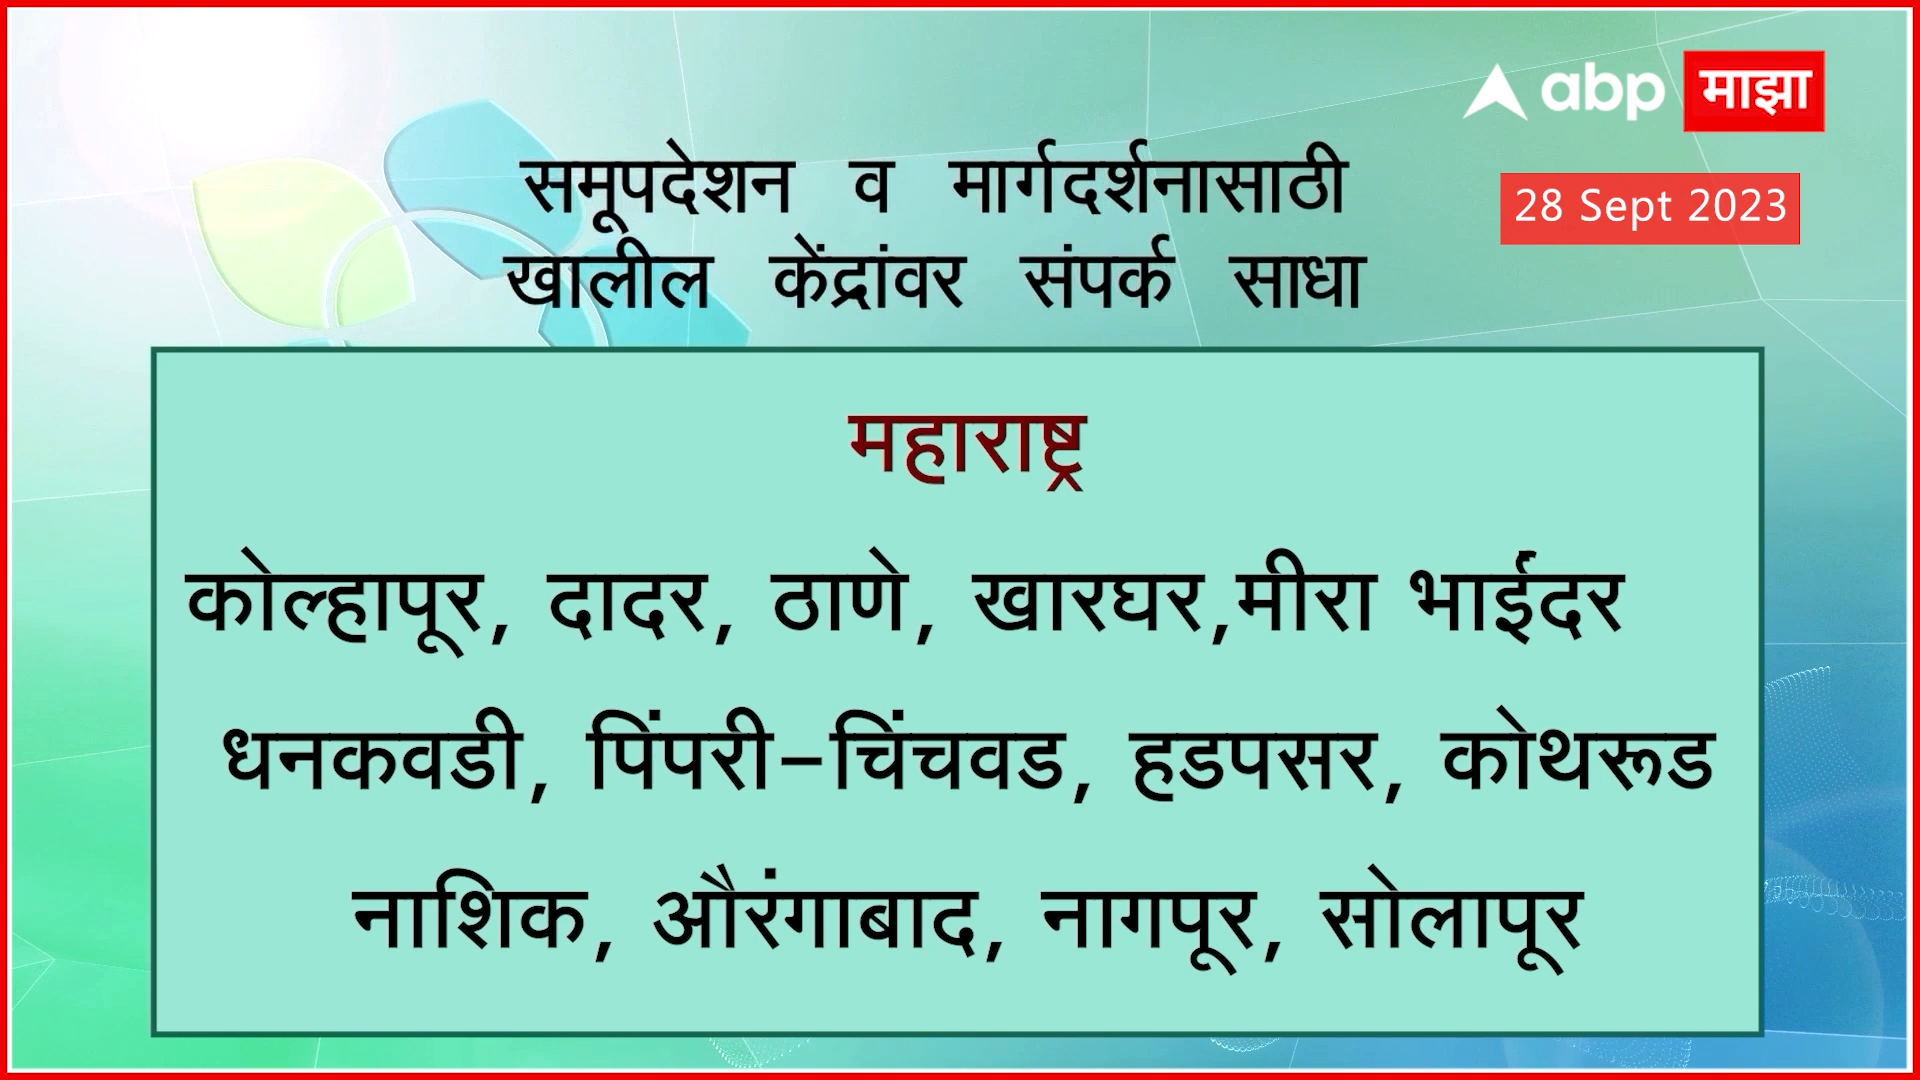 abp माझा
28 Sept 2023
समूपदेशन व मार्गदर्शनासाठी
खालील केंद्रांवर संपर्क साधा
महाराष्ट्र
कोल्हापूर, दादर, ठाणे, खारघर,मीरा भाईंदर
धनकवडी, पिंपरी-चिंचवड, हडपसर, कोथरूड
नाशिक, औरंगाबाद, नागपूर, सोलापूर